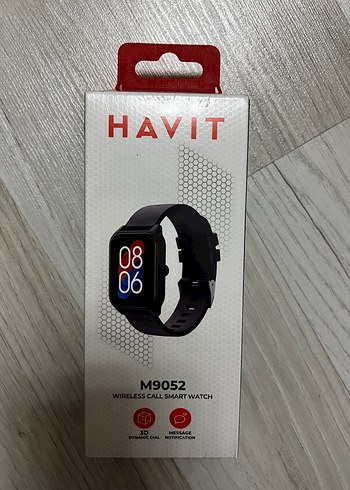 HAVIT
08
06
M9052
WIRELESS CALL SMART WATCH
3D
DYNAMIC DIAL
MESSAGE
NOTIFICATION